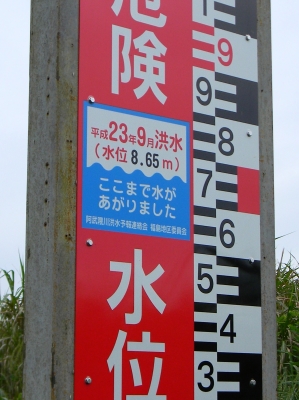 危険
平成23年9月洪水
(水位 8.65m)
ここまで水が
あがりました
阿武隈川洪水予報連絡会 福島地区委員会
水位
9
9
8
7
6
5
4
3